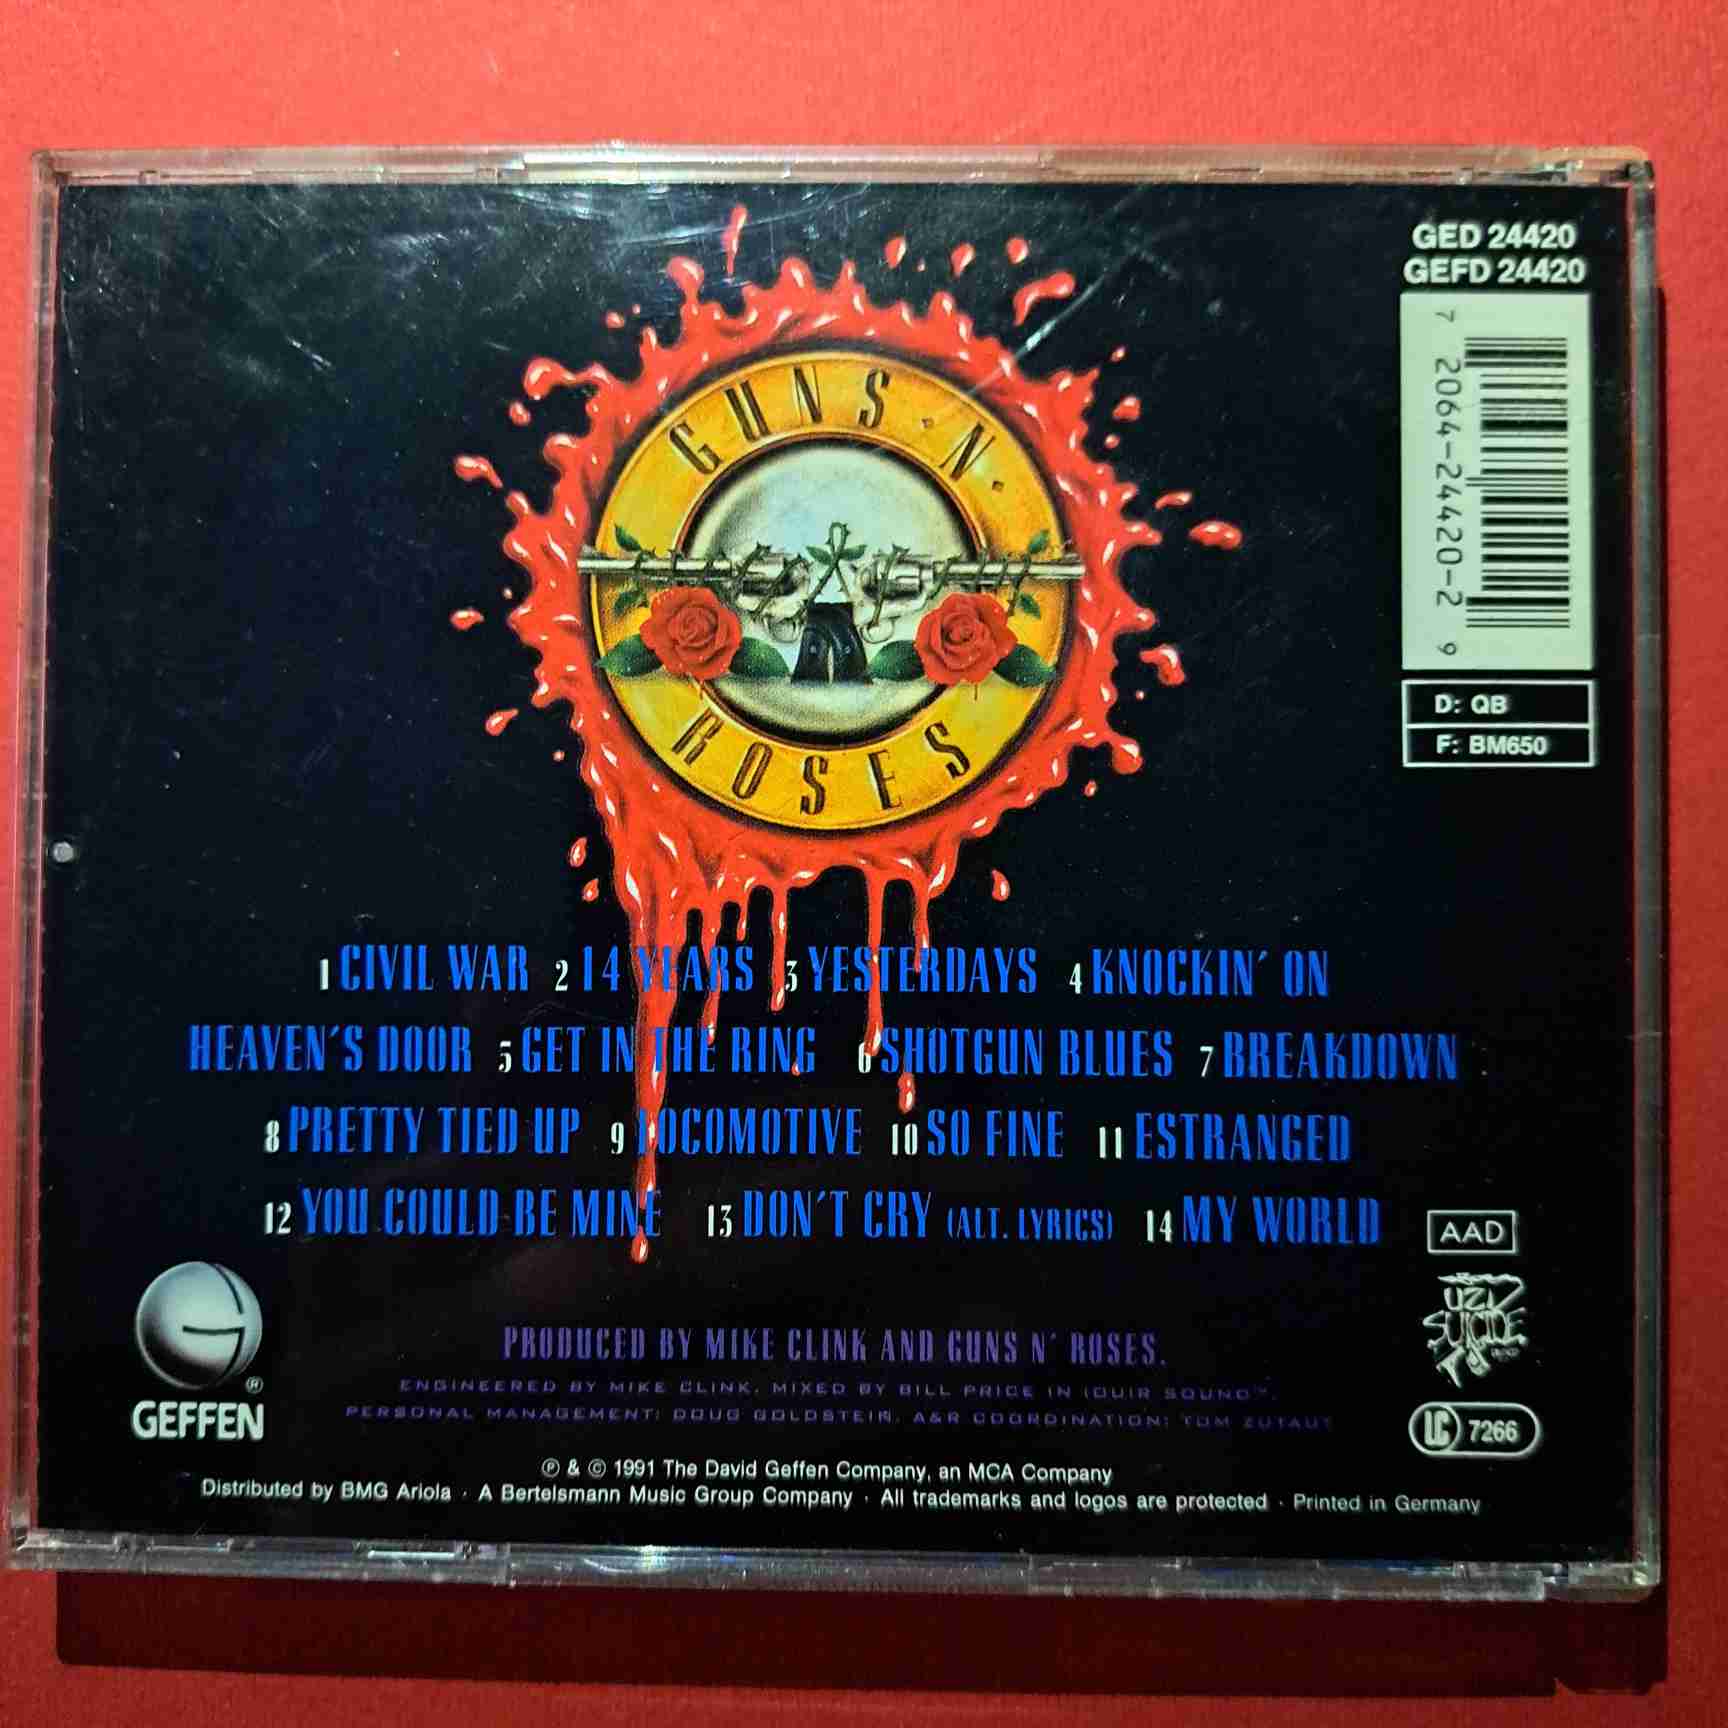 GED 24420
GEFD 24420
7 2064-24420-2 9
D: QB
F: BM650
GUNS N'
ROSES
1 CIVIL WAR 2 14 YEARS 3 YESTERDAYS 4 KNOCKIN' ON
HEAVEN'S DOOR 5 GET IN THE RING 6 SHOTGUN BLUES 7 BREAKDOWN
8 PRETTY TIED UP 9 LOCOMOTIVE 10 SO FINE 11 ESTRANGED
12 YOU COULD BE MINE 13 DON'T CRY (ALT. LYRICS) 14 MY WORLD
AAD
UZI
SUICIDE
LC 7266
G
®
GEFFEN
PRODUCED BY MIKE CLINK AND GUNS N' ROSES.
ENGINEERED BY MIKE CLINK. MIXED BY BILL PRICE IN (OUIR SOUND™.
PERSONAL MANAGEMENT: DOUG GOLDSTEIN. A&R COORDINATION: TOM ZUTAUT
℗ & © 1991 The David Geffen Company, an MCA Company
Distributed by BMG Ariola · A Bertelsmann Music Group Company · All trademarks and logos are protected · Printed in Germany